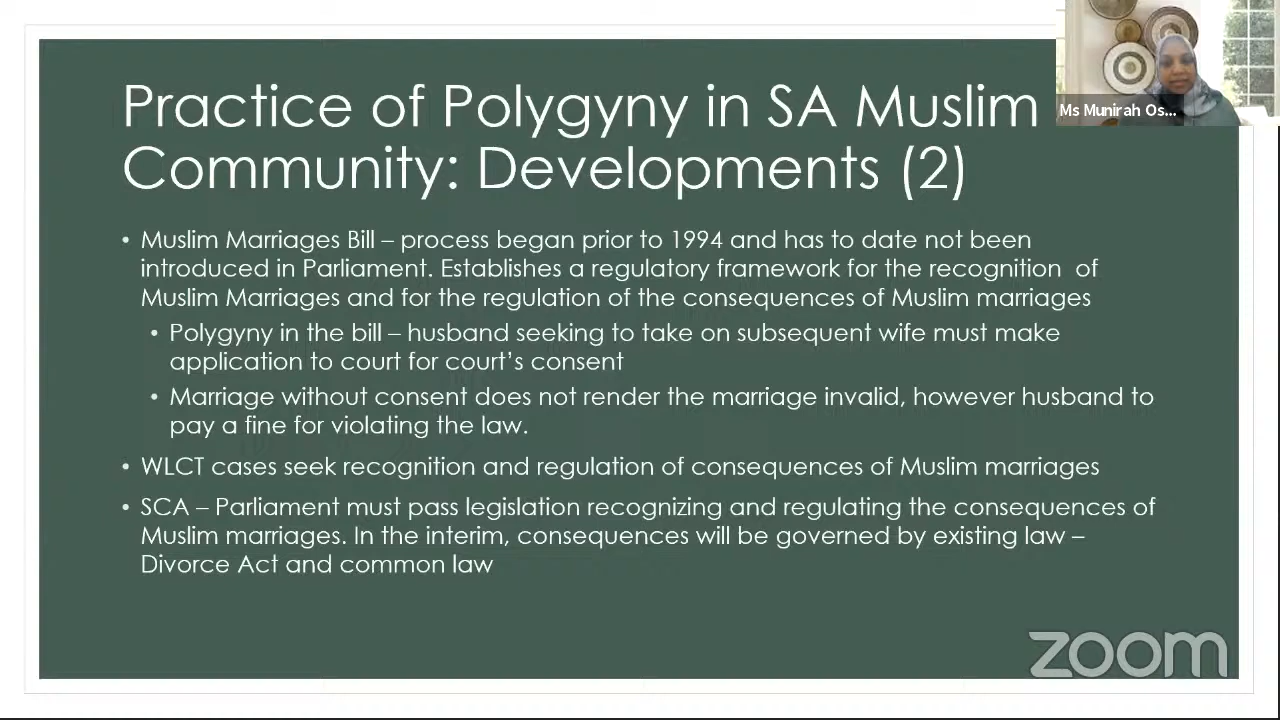 Practice of Polygyny in SA Muslim
Community: Developments (2)
Ms Munirah Os...
• Muslim Marriages Bill – process began prior to 1994 and has to date not been
introduced in Parliament. Establishes a regulatory framework for the recognition of
Muslim Marriages and for the regulation of the consequences of Muslim marriages
• Polygyny in the bill – husband seeking to take on subsequent wife must make
application to court for court’s consent
• Marriage without consent does not render the marriage invalid, however husband to
pay a fine for violating the law.
• WLCT cases seek recognition and regulation of consequences of Muslim marriages
• SCA – Parliament must pass legislation recognizing and regulating the consequences of
Muslim marriages. In the interim, consequences will be governed by existing law –
Divorce Act and common law
zoom